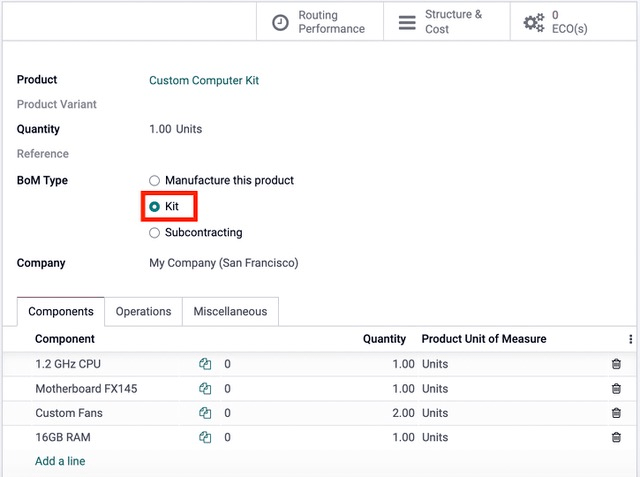 Routing Performance
Structure & Cost
0 ECO(s)
Product Custom Computer Kit
Product Variant
Quantity 1.00 Units
Reference
BoM Type Manufacture this product
Kit
Subcontracting
Company My Company (San Francisco)
Components Operations Miscellaneous
Component Quantity Product Unit of Measure
1.2 GHz CPU 0 1.00 Units
Motherboard FX145 0 1.00 Units
Custom Fans 0 2.00 Units
16GB RAM 0 1.00 Units
Add a line